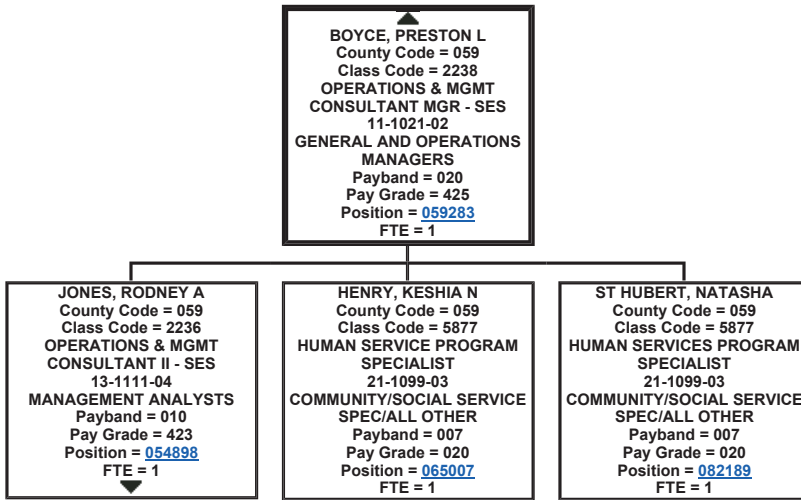 BOYCE, PRESTON L
County Code = 059
Class Code = 2238
OPERATIONS & MGMT
CONSULTANT MGR - SES
11-1021-02
GENERAL AND OPERATIONS
MANAGERS
Payband = 020
Pay Grade = 425
Position = 059283
FTE = 1
JONES, RODNEY A
County Code = 059
Class Code = 2236
OPERATIONS & MGMT
CONSULTANT II - SES
13-1111-04
MANAGEMENT ANALYSTS
Payband = 010
Pay Grade = 423
Position = 054898
FTE = 1
HENRY, KESHIA N
County Code = 059
Class Code = 5877
HUMAN SERVICE PROGRAM
SPECIALIST
21-1099-03
COMMUNITY/SOCIAL SERVICE
SPEC/ALL OTHER
Payband = 007
Pay Grade = 020
Position = 065007
FTE = 1
ST HUBERT, NATASHA
County Code = 059
Class Code = 5877
HUMAN SERVICES PROGRAM
SPECIALIST
21-1099-03
COMMUNITY/SOCIAL SERVICE
SPEC/ALL OTHER
Payband = 007
Pay Grade = 020
Position = 082189
FTE = 1